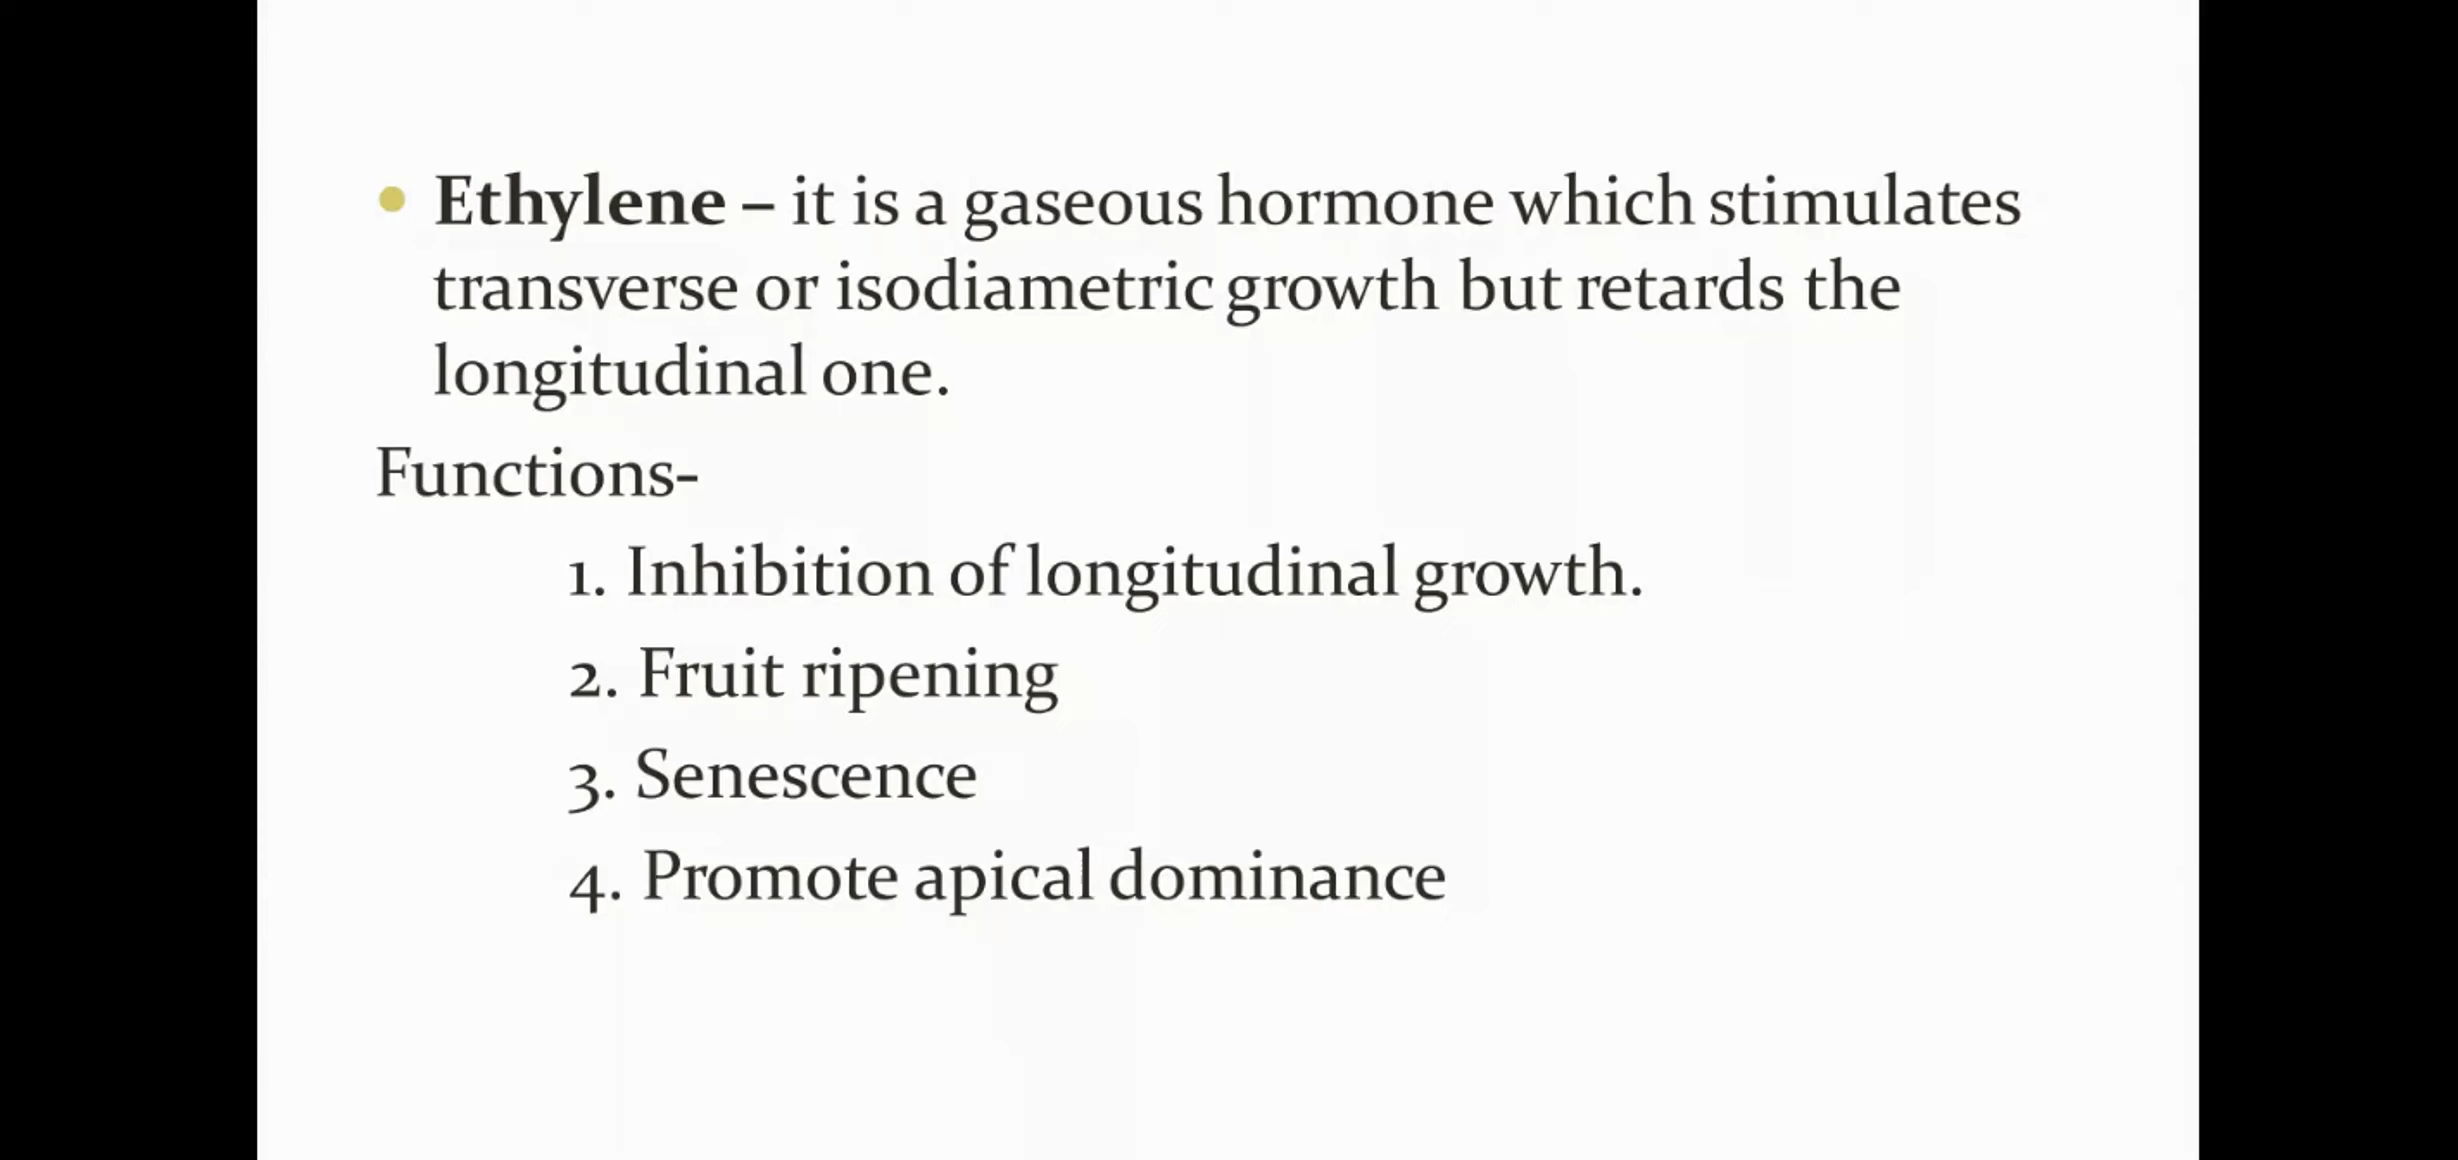 • Ethylene – it is a gaseous hormone which stimulates
transverse or isodiametric growth but retards the
longitudinal one.
Functions-
1. Inhibition of longitudinal growth.
2. Fruit ripening
3. Senescence
4. Promote apical dominance